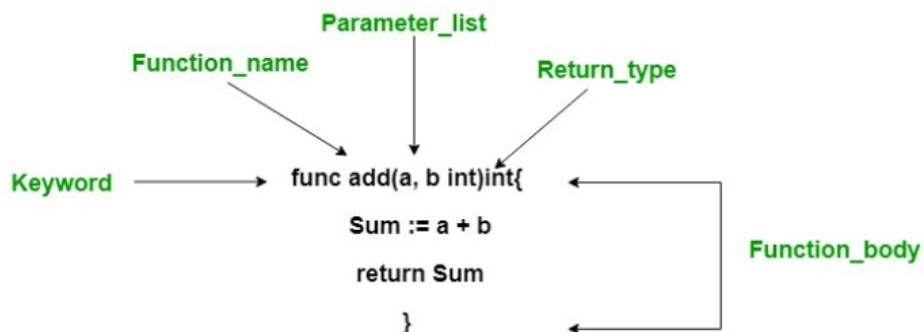 Parameter_list
Function_name
Return_type
Keyword
func add(a, b int)int{
Sum := a + b
return Sum
}
Function_body